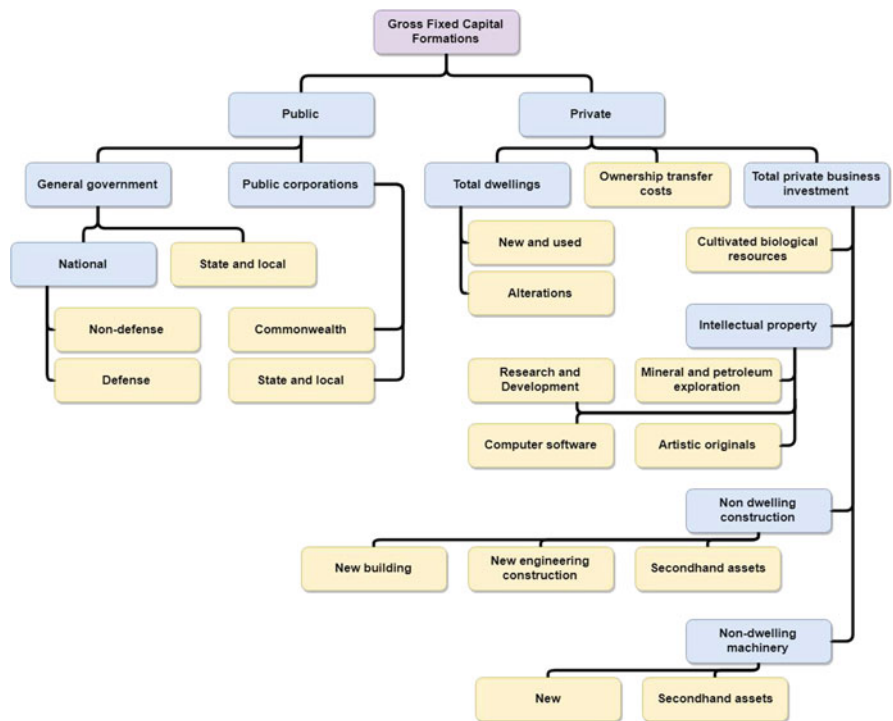 Gross Fixed Capital
Formations
Public
Private
General government
Public corporations
Total dwellings
Ownership transfer
costs
Total private business
investment
National
State and local
New and used
Cultivated biological
resources
Alterations
Non-defense
Commonwealth
Intellectual property
Defense
State and local
Research and
Development
Mineral and petroleum
exploration
Computer software
Artistic originals
Non dwelling
construction
New building
New engineering
construction
Secondhand assets
Non-dwelling
machinery
New
Secondhand assets